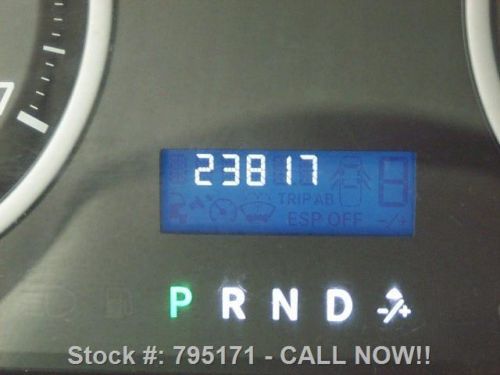 23817
TRIP AB
ESP OFF -/+
P R N D -/+
Stock #: 795171 - CALL NOW!!